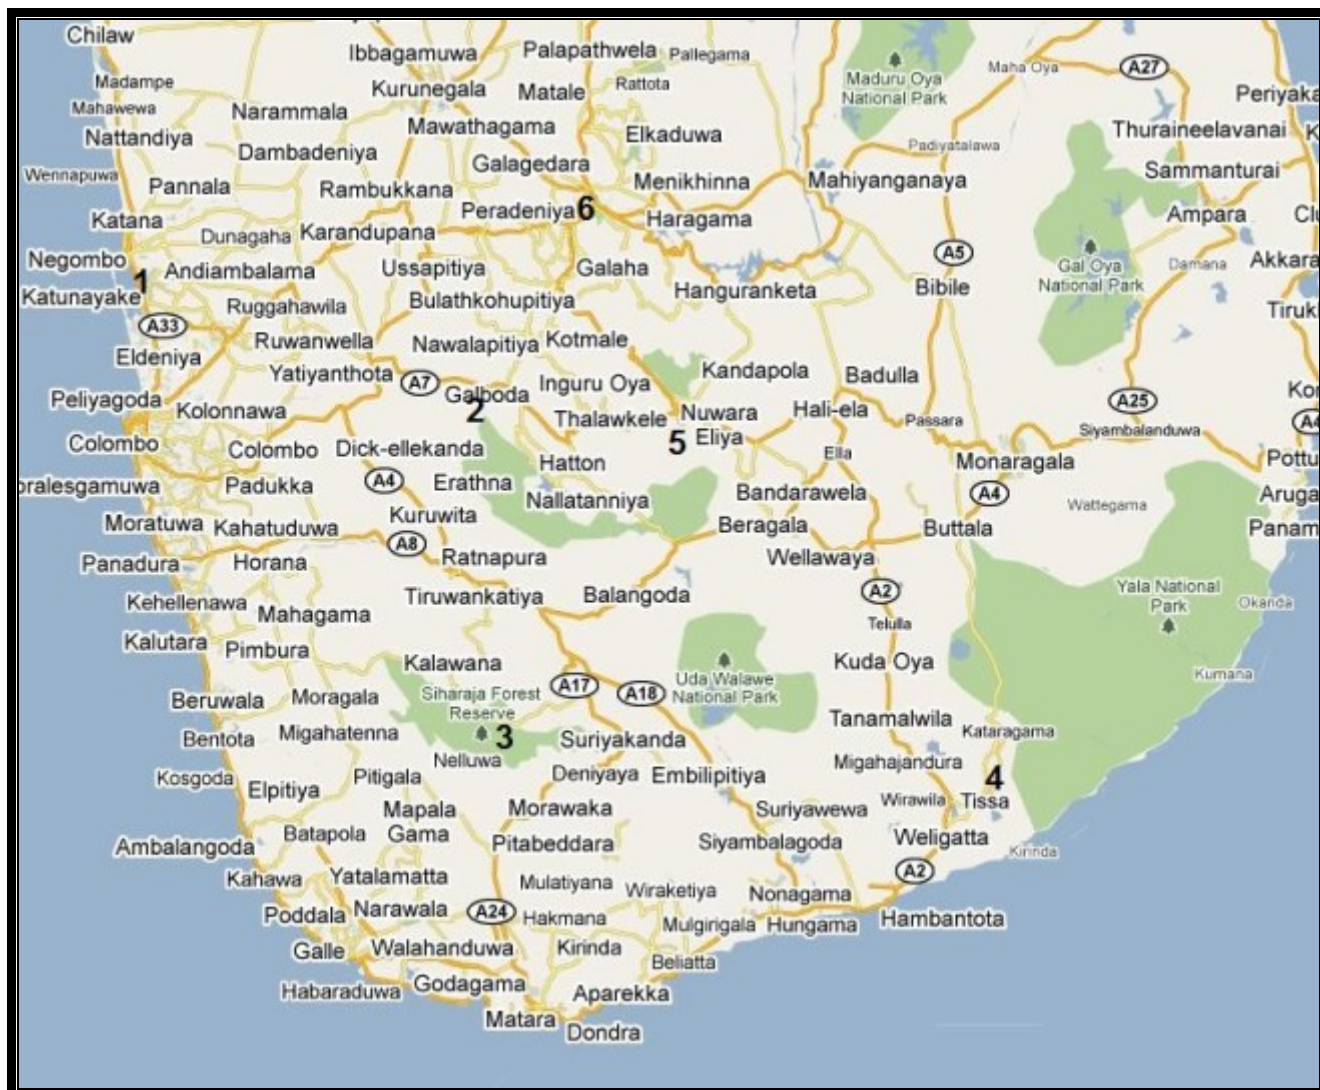 Chilaw
Ibbagamuwa
Palapathwela
Pallegama
Maha Oya
A27
Madampe
Kurunegala
Matale
Rattota
Maduru Oya
National Park
Periyaka
Mahawewa
Narammala
Mawathagama
Elkaduwa
Thuraineelavanai
K
Nattandiya
Dambadeniya
Galagedara
Padiyatalawa
Sammanturai
Wennapuwa
Pannala
Rambukkana
Menikhinna
Mahiyanganaya
Katana
Dunagaha
Karandupana
Peradeniya
6
Haragama
Ampara
Clu
Negombo
1
Andiambalama
Ussapitiya
Galaha
A5
Gal Oya
National Park
Damana
Akkara
Katunayake
Ruggahawila
Bulathkohupitiya
Hanguranketa
Bibile
Tirukl
A33
Ruwanwella
Nawalapitiya
Kotmale
Eldeniya
Yatiyanthota
A7
Galboda
Inguru Oya
Kandapola
Badulla
Kor
Peliyagoda
Kolonnawa
2
Thalawkele
Nuwara
Eliya
Hali-ela
Passara
A25
Siyambalanduwa
A4
Colombo
Colombo
Dick-ellekanda
5
Ella
Monaragala
Pottu
oralesgamuwa
Padukka
A4
Erathna
Hatton
Nallatanniya
Bandarawela
A4
Wattegama
Aruga
Moratuwa
Kahatuduwa
Kuruwita
Beragala
Buttala
Panam
Panadura
Horana
A8
Ratnapura
Wellawaya
Kehellenawa
Mahagama
Tiruwankatiya
Balangoda
A2
Yala National
Park
Okanda
Kalutara
Pimbura
Telulla
Kalawana
Kuda Oya
Kumana
Beruwala
Moragala
Siharaja Forest
Reserve
A17
A18
Uda Walawe
National Park
Bentota
Migahatenna
3
Suriyakanda
Tanamalwila
Kataragama
Kosgoda
Elpitiya
Pitigala
Nelluwa
Deniyaya
Embilipitiya
Migahajandura
4
Mapala
Gama
Morawaka
Suriyawewa
Wirawila
Tissa
Ambalangoda
Batapola
Pitabeddara
Siyambalagoda
Weligatta
Kirinda
Kahawa
Yatalamatta
Mulatiyana
Wiraketiya
Nonagama
A2
Poddala
Narawala
A24
Hakmana
Mulgirigala
Hungama
Hambantota
Galle
Walahanduwa
Kirinda
Beliatta
Habaraduwa
Godagama
Aparekka
Matara
Dondra